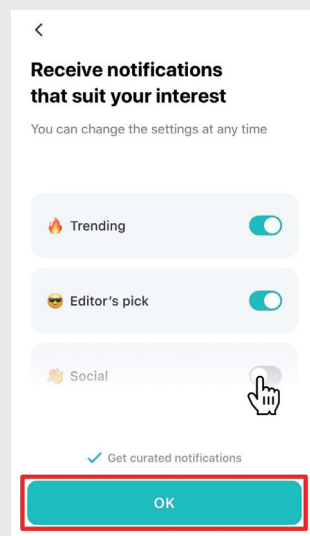 Receive notifications
that suit your interest
You can change the settings at any time
Trending
Editor's pick
Social
Get curated notifications
OK